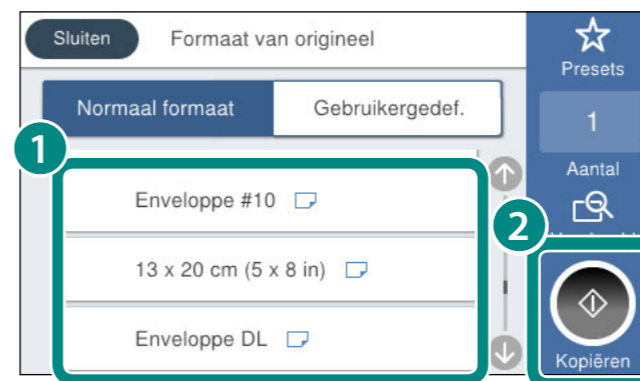 Sluiten
Formaat van origineel
Presets
Normaal formaat
Gebruikergedef.
1
1
Aantal
Enveloppe #10
2
13 x 20 cm (5 x 8 in)
Enveloppe DL
Kopiëren